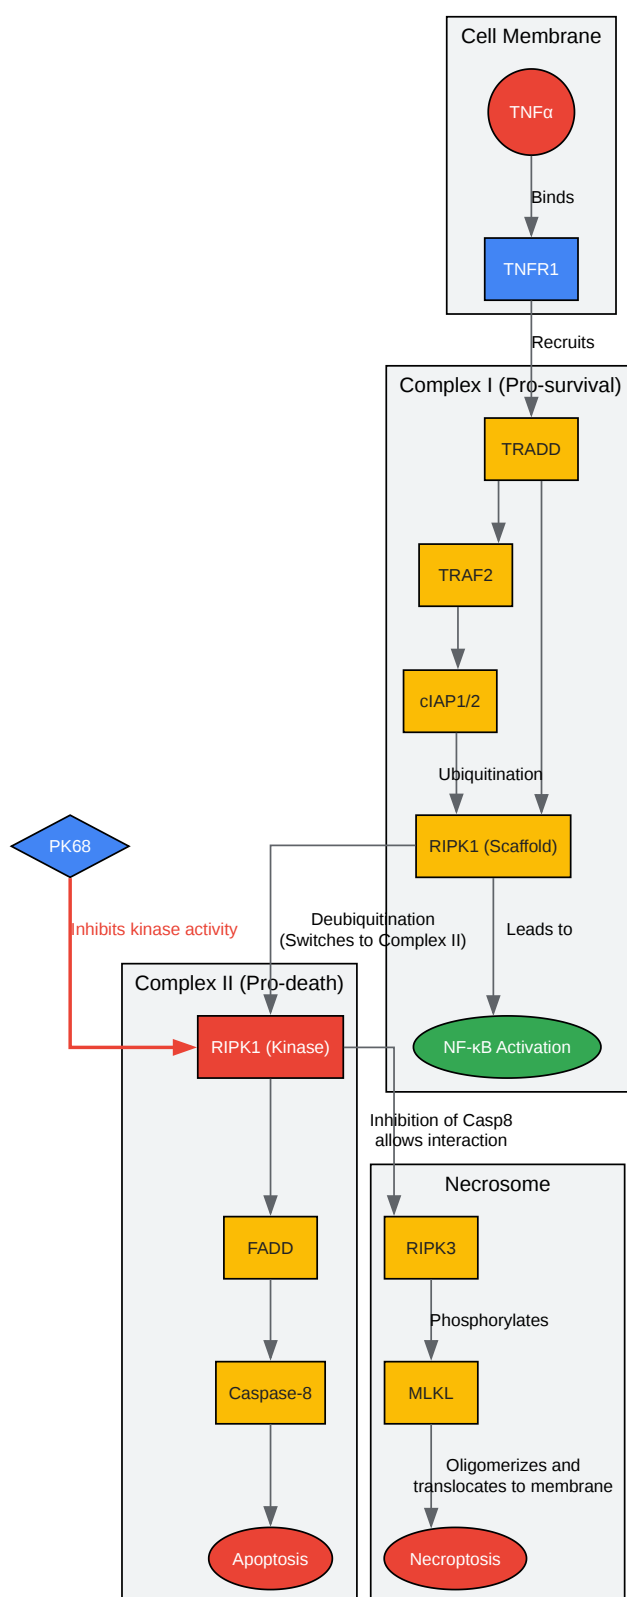 Cell Membrane
TNFα
Binds
TNFR1
Recruits
Complex I (Pro-survival)
TRADD
TRAF2
cIAP1/2
Ubiquitination
PK68
RIPK1 (Scaffold)
Inhibits kinase activity
Deubiquitination
(Switches to Complex II)
Leads to
Complex II (Pro-death)
RIPK1 (Kinase)
NF-κB Activation
Inhibition of Casp8
allows interaction
Necrosome
FADD
RIPK3
Phosphorylates
Caspase-8
MLKL
Oligomerizes and
translocates to membrane
Apoptosis
Necroptosis